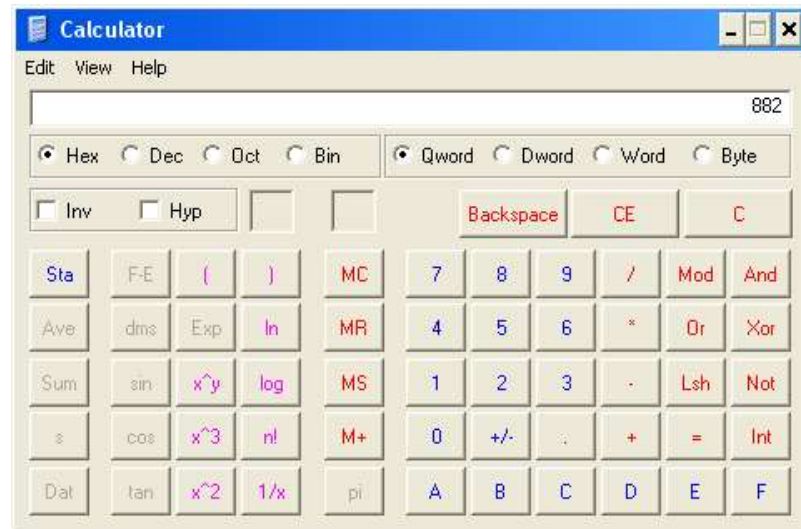 Calculator
Edit View Help
882
Hex Dec Oct Bin Qword Dword Word Byte
Inv Hyp Backspace CE C
Sta F-E ( ) MC 7 8 9 / Mod And
Ave dms Exp ln MR 4 5 6 * Or Xor
Sum sin x^y log MS 1 2 3 - Lsh Not
s cos x^3 n! M+ 0 +/- . + = Int
Dat tan x^2 1/x pi A B C D E F